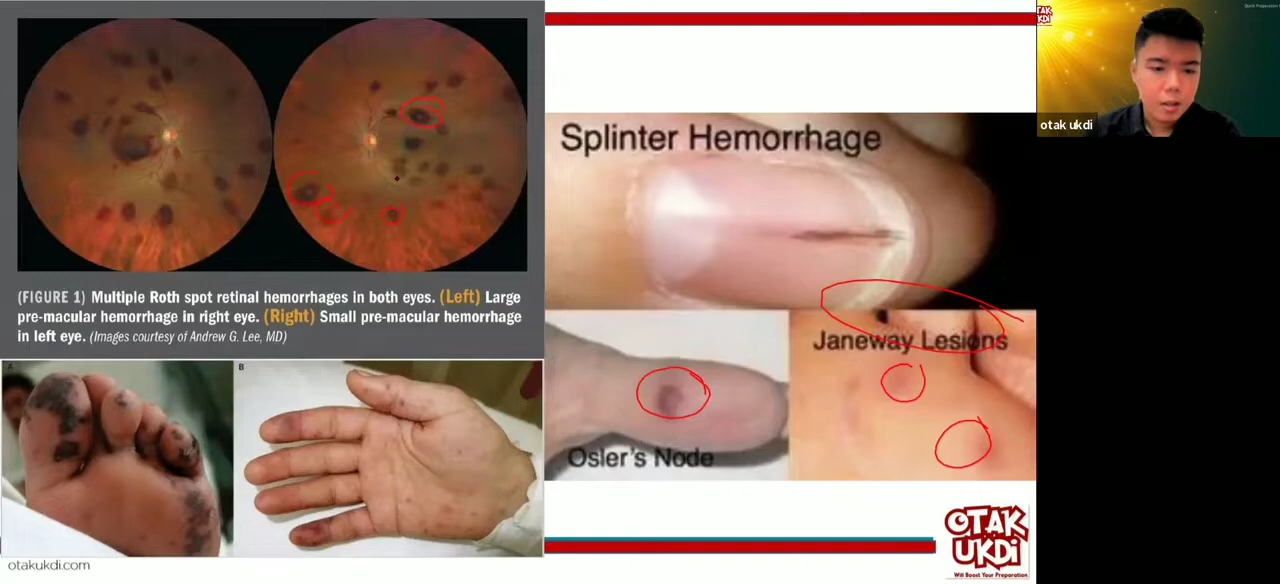 (FIGURE 1) Multiple Roth spot retinal hemorrhages in both eyes. (Left) Large
pre-macular hemorrhage in right eye. (Right) Small pre-macular hemorrhage
in left eye. (Images courtesy of Andrew G. Lee, MD)
A
B
otakukdi.com
Splinter Hemorrhage
Osler's Node
Janeway Lesions
OTAK
UKDi
Will Boost Your Preparation
OTAK
UKDI
otak ukdi